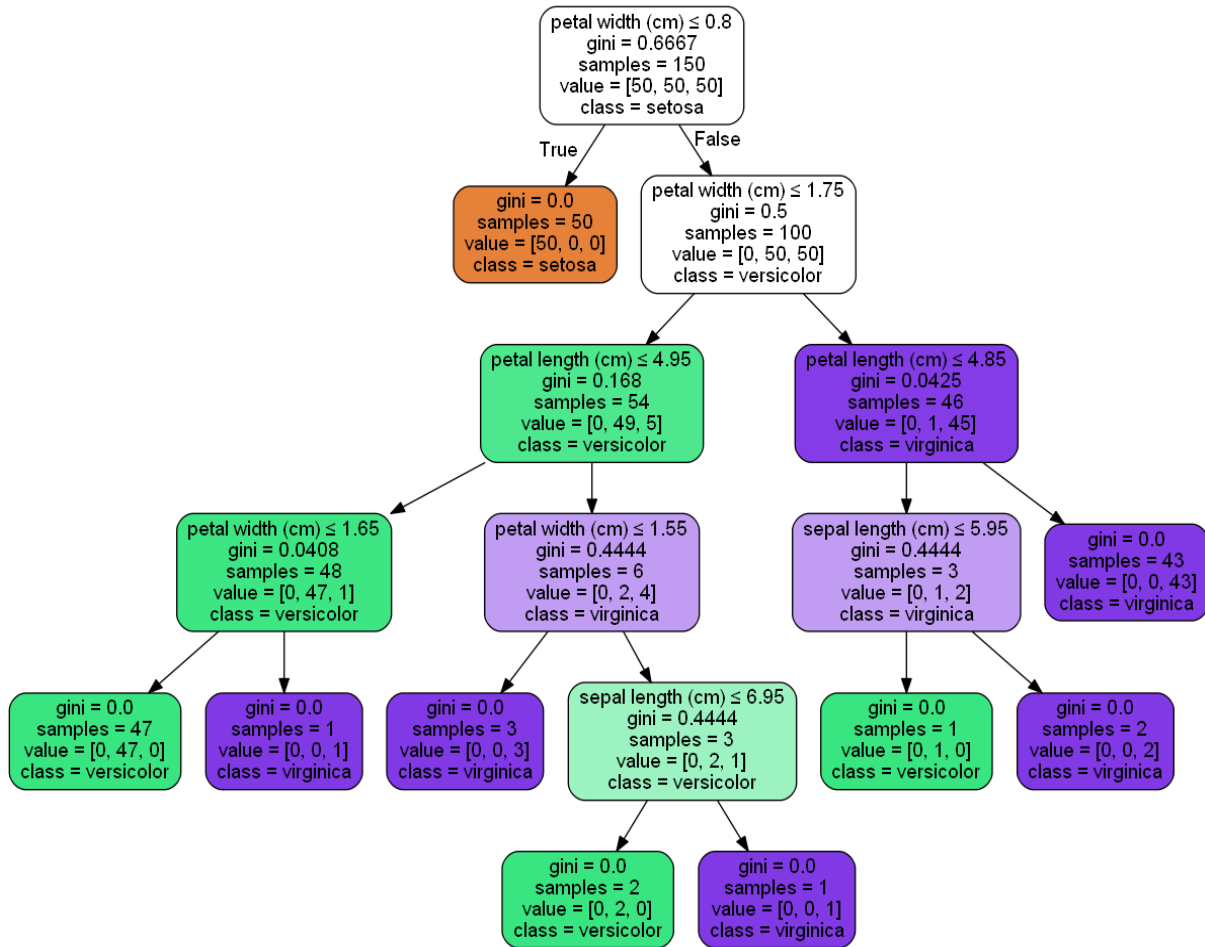 petal width (cm) ≤ 0.8
gini = 0.6667
samples = 150
value = [50, 50, 50]
class = setosa
True
False
gini = 0.0
samples = 50
value = [50, 0, 0]
class = setosa
petal width (cm) ≤ 1.75
gini = 0.5
samples = 100
value = [0, 50, 50]
class = versicolor
petal length (cm) ≤ 4.95
gini = 0.168
samples = 54
value = [0, 49, 5]
class = versicolor
petal length (cm) ≤ 4.85
gini = 0.0425
samples = 46
value = [0, 1, 45]
class = virginica
petal width (cm) ≤ 1.65
gini = 0.0408
samples = 48
value = [0, 47, 1]
class = versicolor
petal width (cm) ≤ 1.55
gini = 0.4444
samples = 6
value = [0, 2, 4]
class = virginica
sepal length (cm) ≤ 5.95
gini = 0.4444
samples = 3
value = [0, 1, 2]
class = virginica
gini = 0.0
samples = 43
value = [0, 0, 43]
class = virginica
gini = 0.0
samples = 47
value = [0, 47, 0]
class = versicolor
gini = 0.0
samples = 1
value = [0, 0, 1]
class = virginica
gini = 0.0
samples = 3
value = [0, 0, 3]
class = virginica
sepal length (cm) ≤ 6.95
gini = 0.4444
samples = 3
value = [0, 2, 1]
class = versicolor
gini = 0.0
samples = 1
value = [0, 1, 0]
class = versicolor
gini = 0.0
samples = 2
value = [0, 0, 2]
class = virginica
gini = 0.0
samples = 2
value = [0, 2, 0]
class = versicolor
gini = 0.0
samples = 1
value = [0, 0, 1]
class = virginica